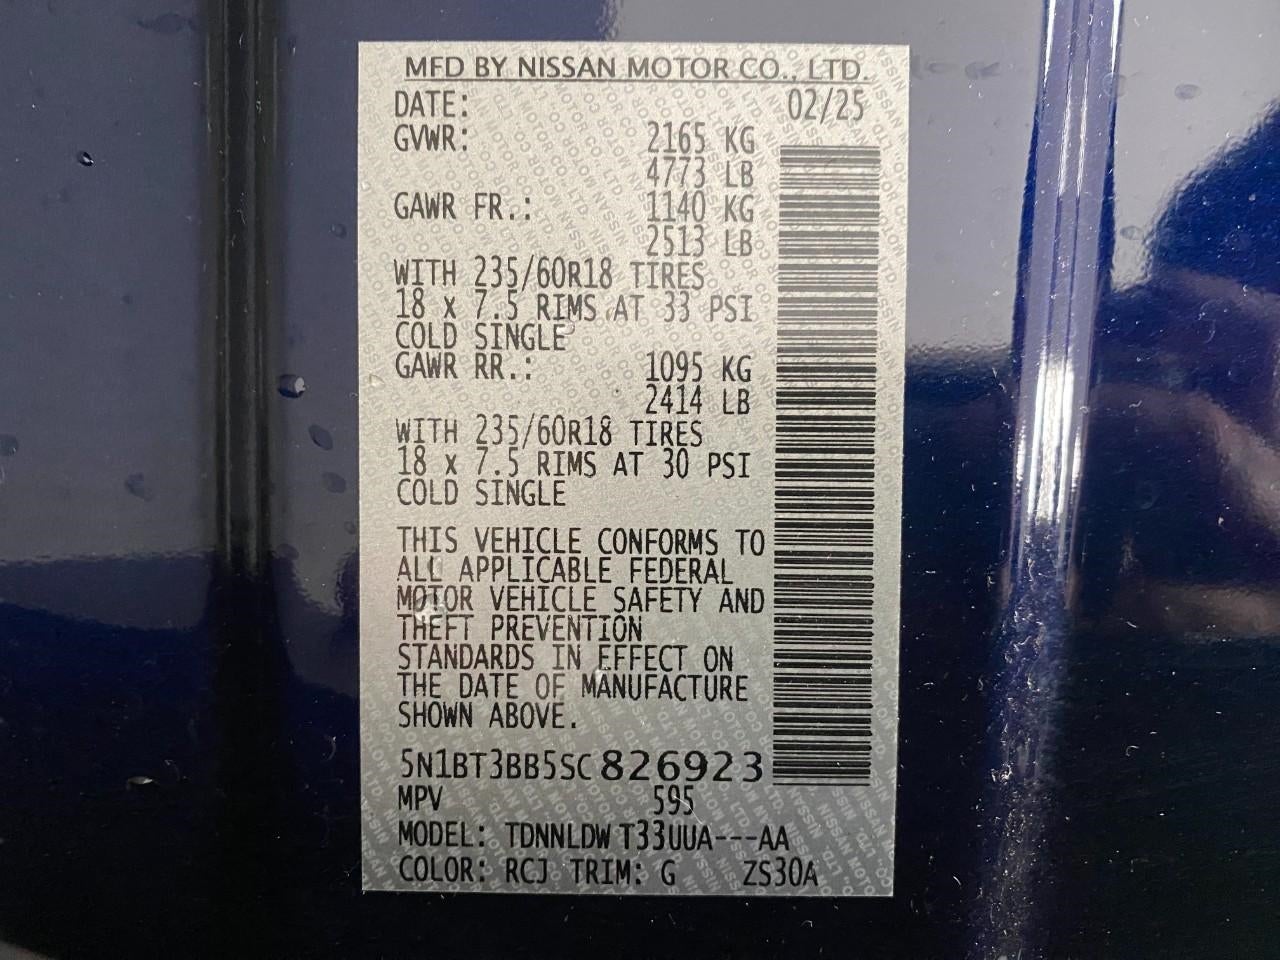 MFD BY NISSAN MOTOR CO., LTD.
DATE: 02/25
GVWR: 2165 KG
4773 LB
GAWR FR.: 1140 KG
2513 LB
WITH 235/60R18 TIRES
18 x 7.5 RIMS AT 33 PSI
COLD SINGLE
GAWR RR.: 1095 KG
2414 LB
WITH 235/60R18 TIRES
18 x 7.5 RIMS AT 30 PSI
COLD SINGLE
THIS VEHICLE CONFORMS TO
ALL APPLICABLE FEDERAL
MOTOR VEHICLE SAFETY AND
THEFT PREVENTION
STANDARDS IN EFFECT ON
THE DATE OF MANUFACTURE
SHOWN ABOVE.
5N1BT3BB5SC826923
MPV 595
MODEL: TDNNLDW T33UUA---AA
COLOR: RCJ TRIM: G ZS30A